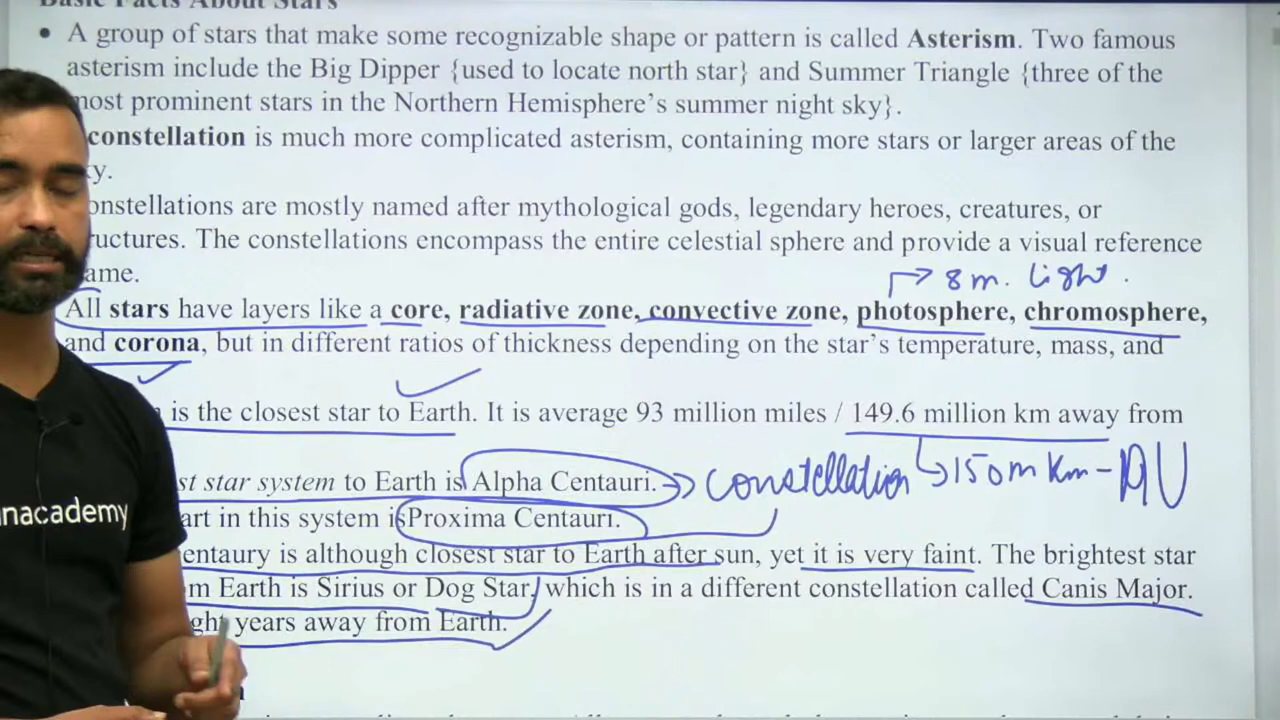 Basic Facts About Stars
• A group of stars that make some recognizable shape or pattern is called Asterism. Two famous
asterism include the Big Dipper {used to locate north star} and Summer Triangle {three of the
most prominent stars in the Northern Hemisphere's summer night sky}.
constellation is much more complicated asterism, containing more stars or larger areas of the
ky.
onstellations are mostly named after mythological gods, legendary heroes, creatures, or
ructures. The constellations encompass the entire celestial sphere and provide a visual reference
ame.
8 m. light.
All stars have layers like a core, radiative zone, convective zone, photosphere, chromosphere,
and corona, but in different ratios of thickness depending on the star's temperature, mass, and
is the closest star to Earth. It is average 93 million miles / 149.6 million km away from
st star system to Earth is Alpha Centauri. constellation 150 m km - AU
art in this system is Proxima Centauri.
nacademy
entaury is although closest star to Earth after sun, yet it is very faint. The brightest star
m Earth is Sirius or Dog Star, which is in a different constellation called Canis Major.
ght years away from Earth.